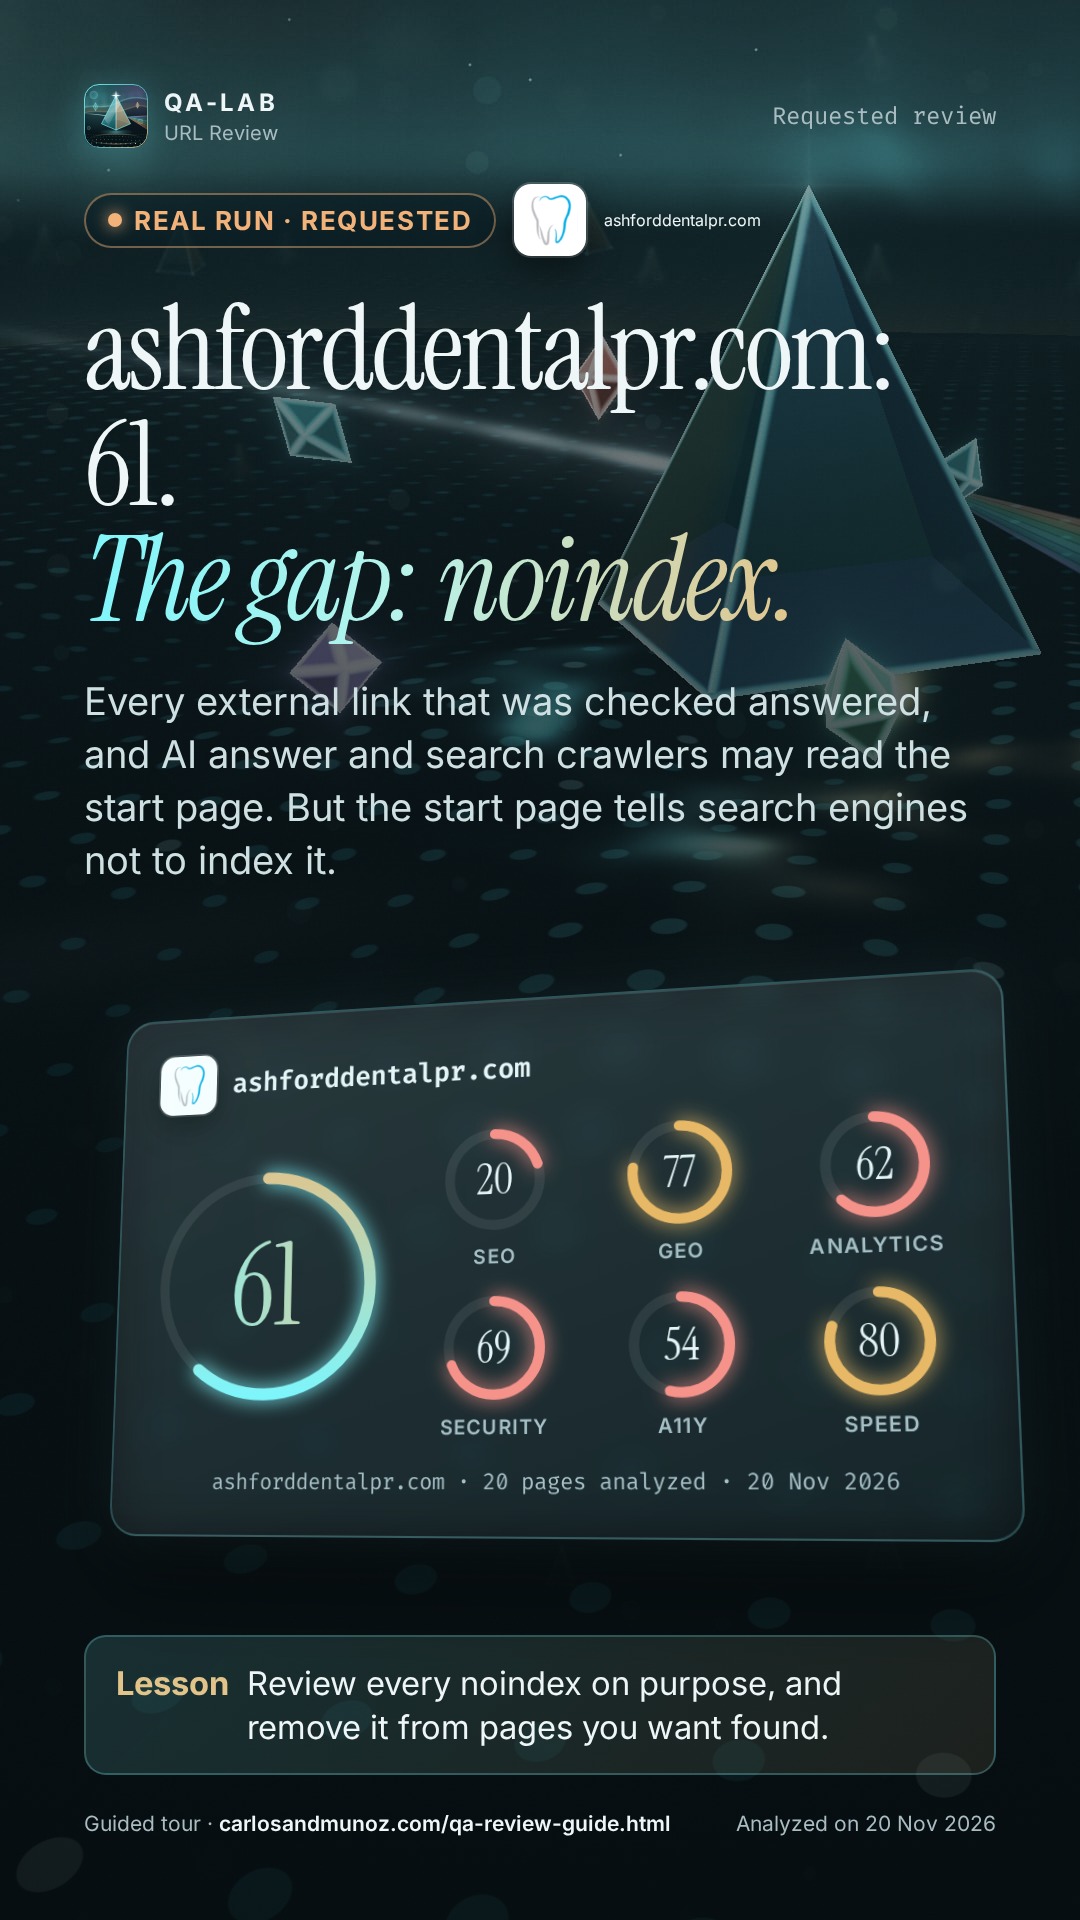 QA-LAB
URL Review
Requested review
REAL RUN · REQUESTED
ashforddentalpr.com
ashforddentalpr.com:
61.
The gap: noindex.
Every external link that was checked answered,
and AI answer and search crawlers may read the
start page. But the start page tells search engines
not to index it.
ashforddentalpr.com
61
20
SEO
77
GEO
62
ANALYTICS
69
SECURITY
54
A11Y
80
SPEED
ashforddentalpr.com · 20 pages analyzed · 20 Nov 2026
Lesson Review every noindex on purpose, and
remove it from pages you want found.
Guided tour · carlosandmunoz.com/qa-review-guide.html
Analyzed on 20 Nov 2026